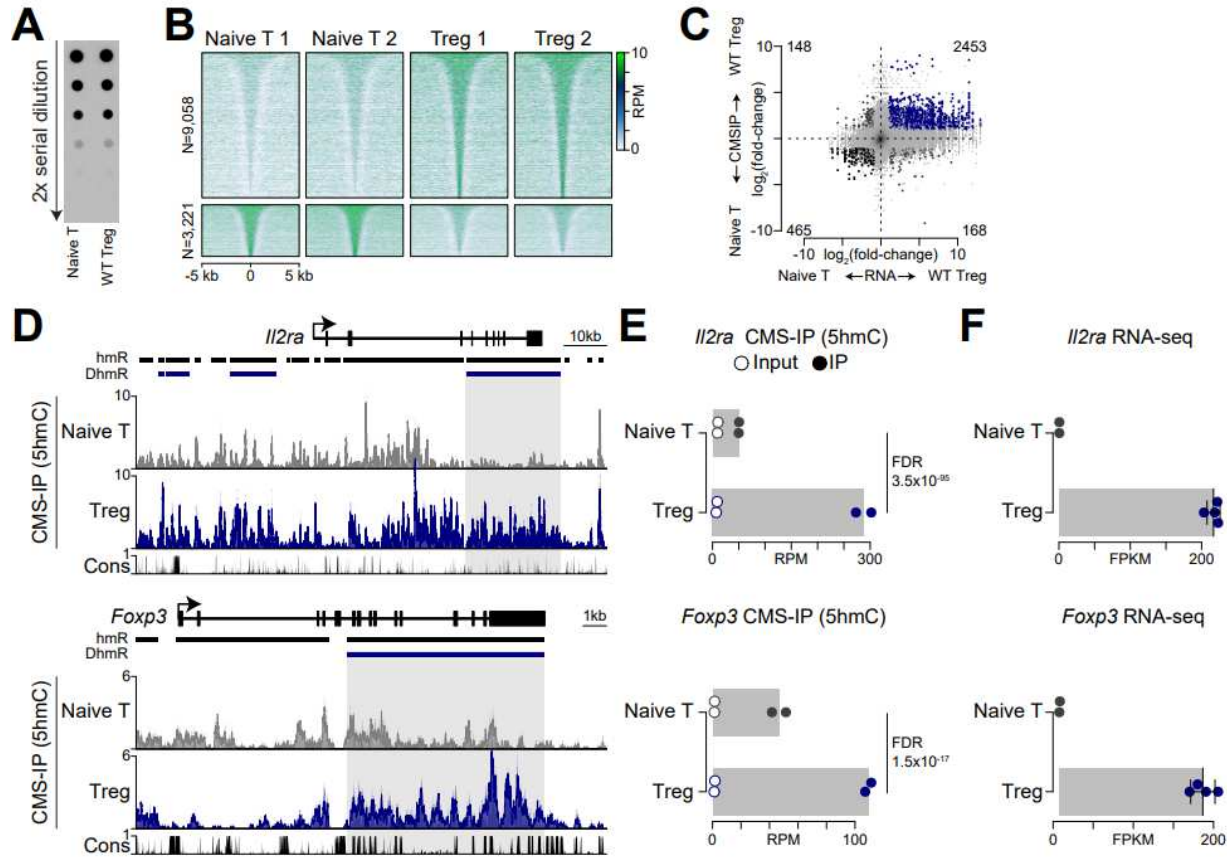 A
2x serial dilution
Naive T
WT Treg
B
Naive T 1
Naive T 2
Treg 1
Treg 2
N=9,058
N=3,221
-5 kb
0
5 kb
10
RPM
0
C
10
148
2453
Naive T ←CMSIP→ WT Treg
log2(fold-change)
-10
465
168
-10
log2(fold-change)
10
Naive T ←RNA→ WT Treg
D
Il2ra
10kb
hmR
DhmR
CMS-IP (5hmC)
10
Naive T
10
Treg
1
Cons
Foxp3
1kb
hmR
DhmR
CMS-IP (5hmC)
6
Naive T
6
Treg
1
Cons
E
Il2ra CMS-IP (5hmC)
Input
IP
Naive T
Treg
FDR
3.5x10-95
0
RPM
300
Foxp3 CMS-IP (5hmC)
Naive T
Treg
FDR
1.5x10-17
0
RPM
100
F
Il2ra RNA-seq
Naive T
Treg
0
FPKM
200
Foxp3 RNA-seq
Naive T
Treg
0
FPKM
200